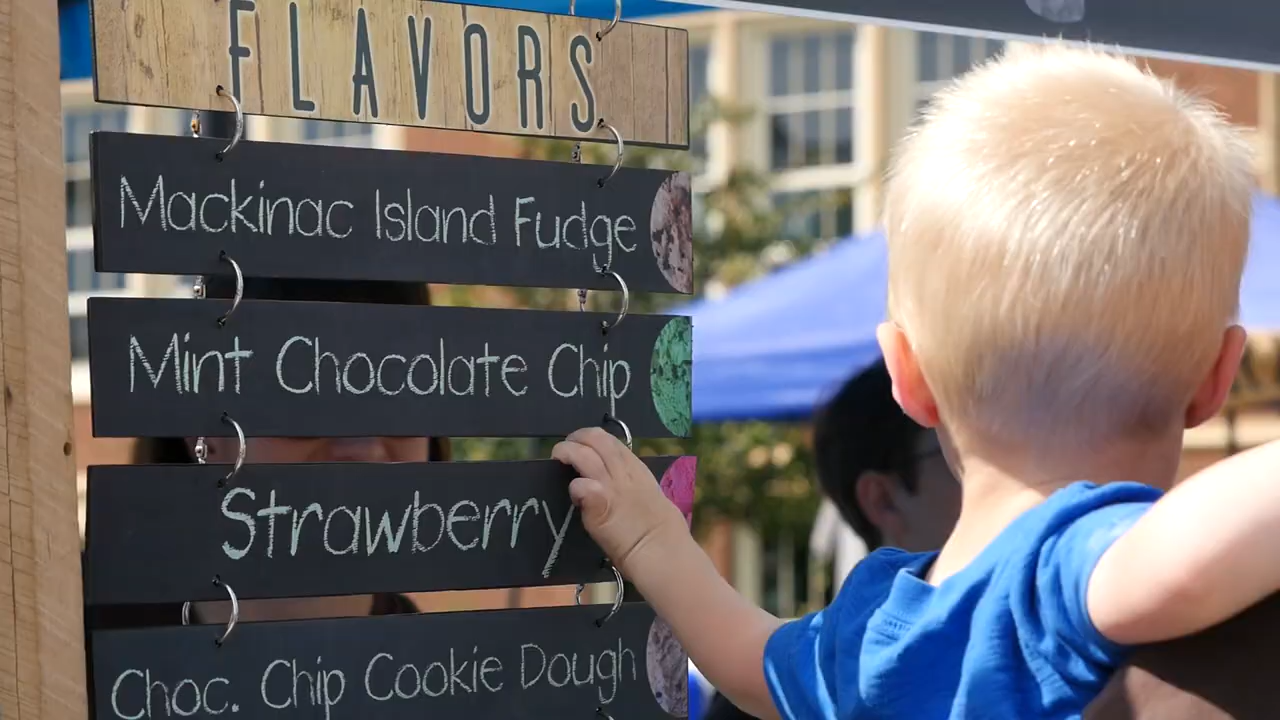 FLAVORS
Mackinac Island Fudge
Mint Chocolate Chip
Strawberry
Choc. Chip Cookie Dough